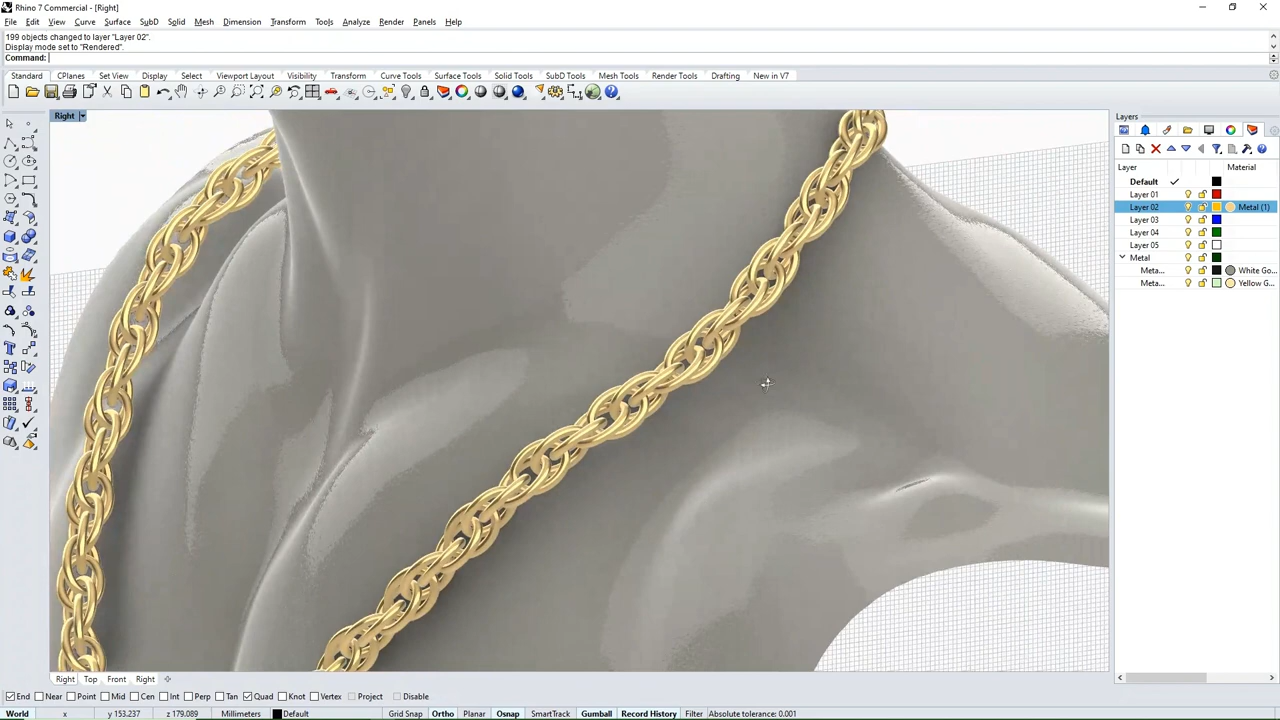 Rhino 7 Commercial - [Right]
File Edit View Curve Surface SubD Solid Mesh Dimension Transform Tools Analyze Render Panels Help
199 objects changed to layer "Layer 02".
Display mode set to "Rendered".
Command:
Standard CPlanes Set View Display Select Viewport Layout Visibility Transform Curve Tools Surface Tools Solid Tools SubD Tools Mesh Tools Render Tools Drafting New in V7
Right
Layers
Layer Material
Default
Layer 01
Layer 02 Metal (1)
Layer 03
Layer 04
Layer 05
Metal
Meta... White Go...
Meta... Yellow G...
Right Top Front Right
End Near Point Mid Cen Int Perp Tan Quad Knot Vertex Project Disable
World x y 153.237 z 179.089 Millimeters Default Grid Snap Ortho Planar Osnap SmartTrack Gumball Record History Filter Absolute tolerance: 0.001